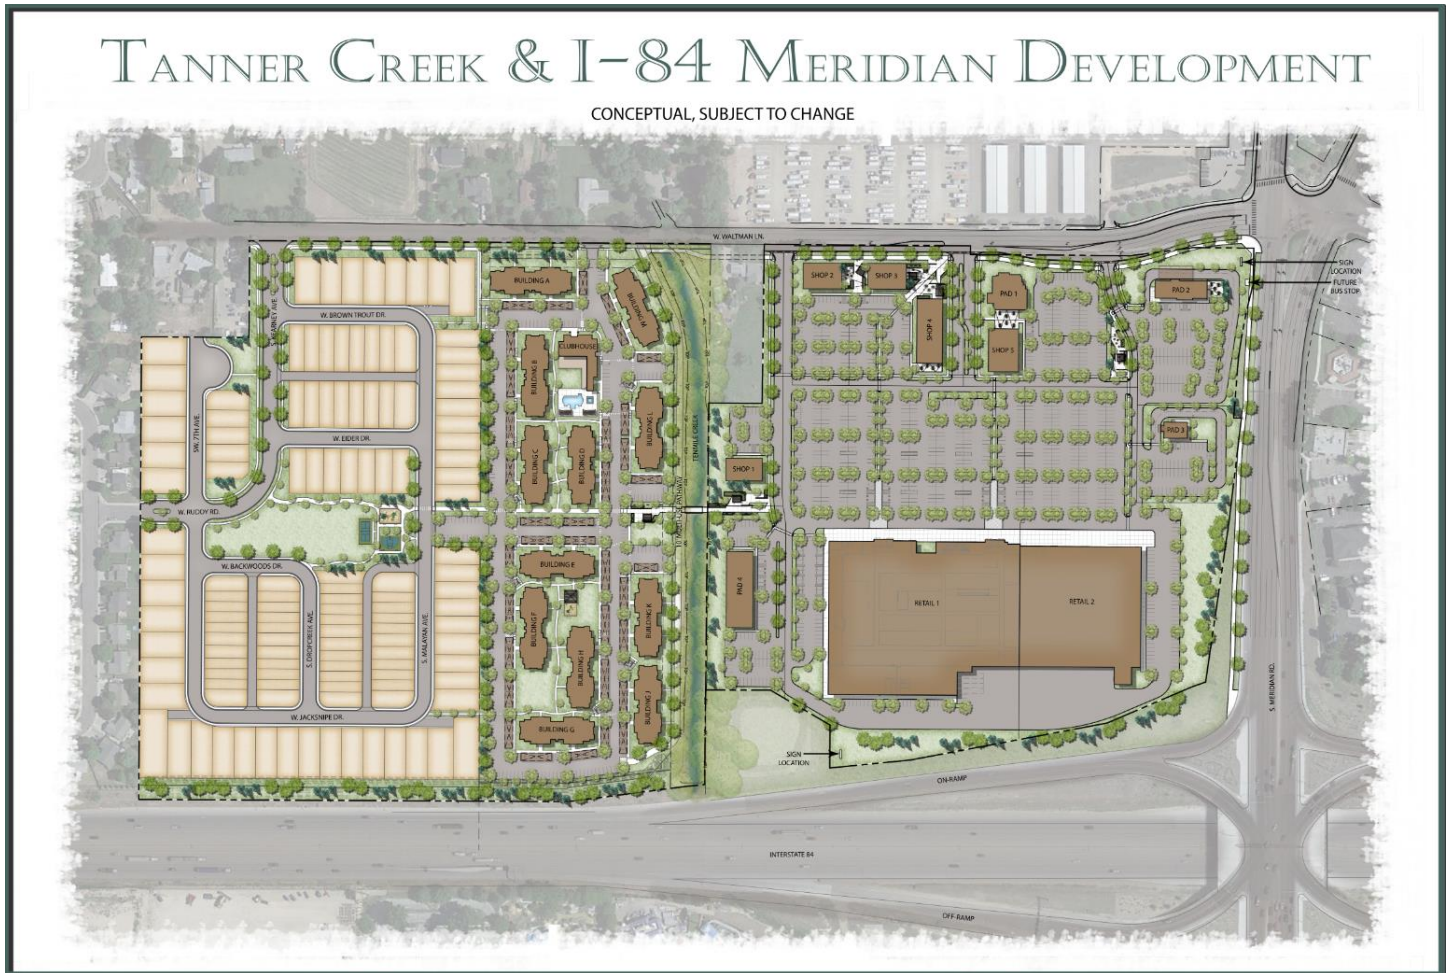 TANNER CREEK & I-84 MERIDIAN DEVELOPMENT
CONCEPTUAL, SUBJECT TO CHANGE
W. WALTMAN LN.
SIGN
LOCATION
FUTURE
BUS STOP
SHOP 2
SHOP 3
PAD 1
PAD 2
BUILDING A
BUILDING M
W. BROWN TROUT DR.
SHOP 4
SHOP 5
CLUBHOUSE
BUILDING B
BUILDING L
PAD 3
W. EIDER DR.
SW. 7TH AVE.
TENMILE CREEK
BUILDING C
BUILDING D
SHOP 1
W. RUDDY RD.
BUILDING E
W. BACKWOODS DR.
PAD 4
RETAIL 1
RETAIL 2
BUILDING F
BUILDING K
BUILDING H
S. DROPCREEK AVE.
S. MALAYAN AVE.
BUILDING J
W. JACKSNIPE DR.
BUILDING G
S. MERIDIAN RD.
SIGN
LOCATION
ON-RAMP
INTERSTATE 84
OFF-RAMP